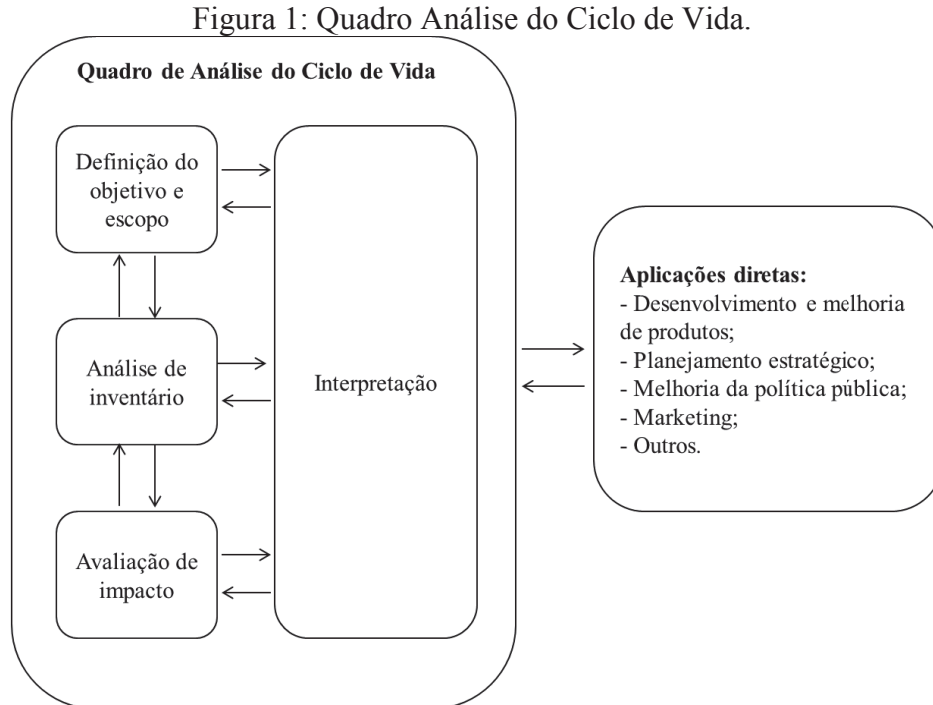 Figura 1: Quadro Análise do Ciclo de Vida.
Quadro de Análise do Ciclo de Vida
Definição do
objetivo e
escopo
Análise de
inventário
Avaliação de
impacto
Interpretação
Aplicações diretas:
- Desenvolvimento e melhoria
de produtos;
- Planejamento estratégico;
- Melhoria da política pública;
- Marketing;
- Outros.